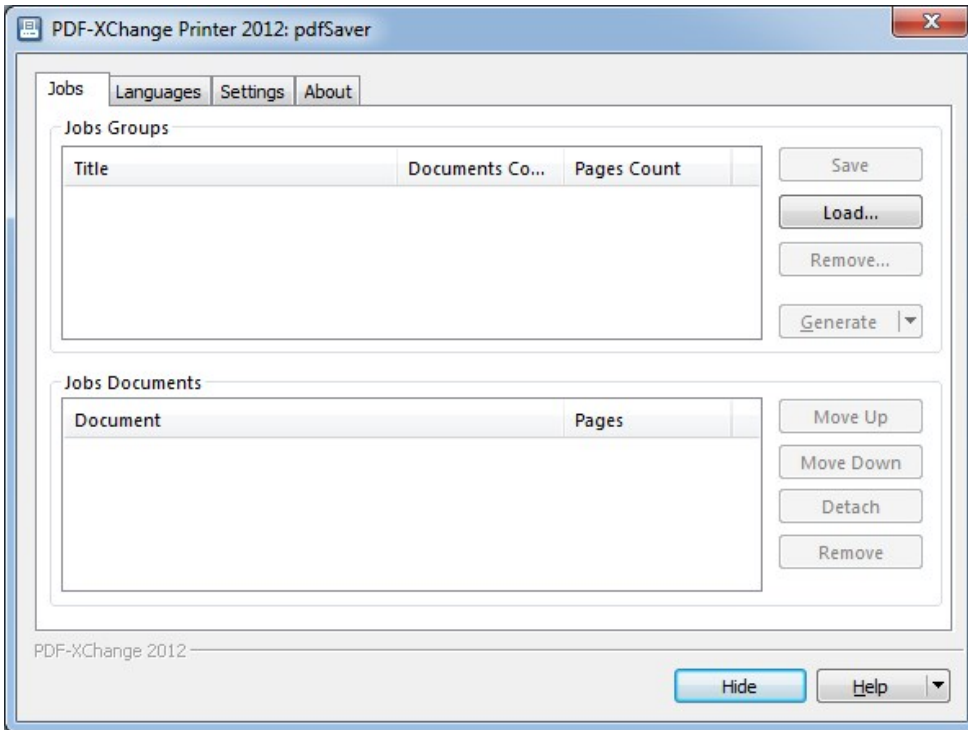 PDF-XChange Printer 2012: pdfSaver
Jobs Languages Settings About
Jobs Groups
Title Documents Co... Pages Count
Save
Load...
Remove...
Generate
Jobs Documents
Document Pages
Move Up
Move Down
Detach
Remove
PDF-XChange 2012
Hide Help